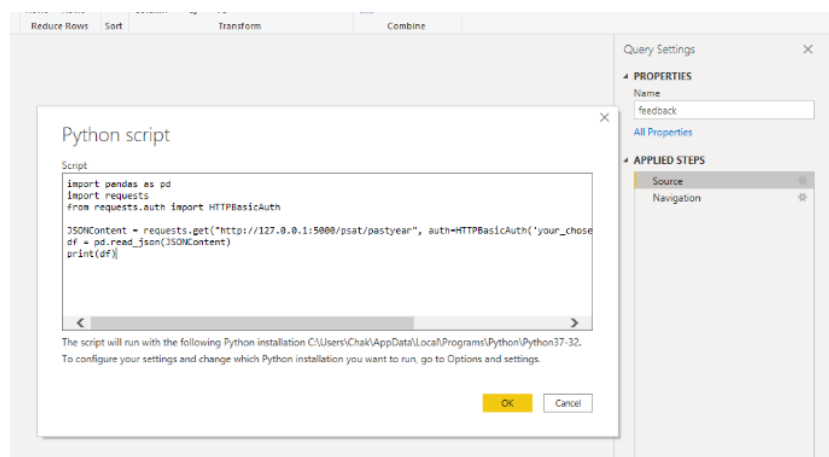 Reduce Rows Sort Transform Combine
Query Settings
PROPERTIES
Name
feedback
All Properties
APPLIED STEPS
Source
Navigation
Python script
Script
import pandas as pd
import requests
from requests.auth import HTTPBasicAuth
JSONContent = requests.get("http://127.0.0.1:5000/psat/pastyear", auth=HTTPBasicAuth('your_chose
df = pd.read_json(JSONContent)
print(df)
The script will run with the following Python installation C:\Users\Chak\AppData\Local\Programs\Python\Python37-32.
To configure your settings and change which Python installation you want to run, go to Options and settings.
OK Cancel